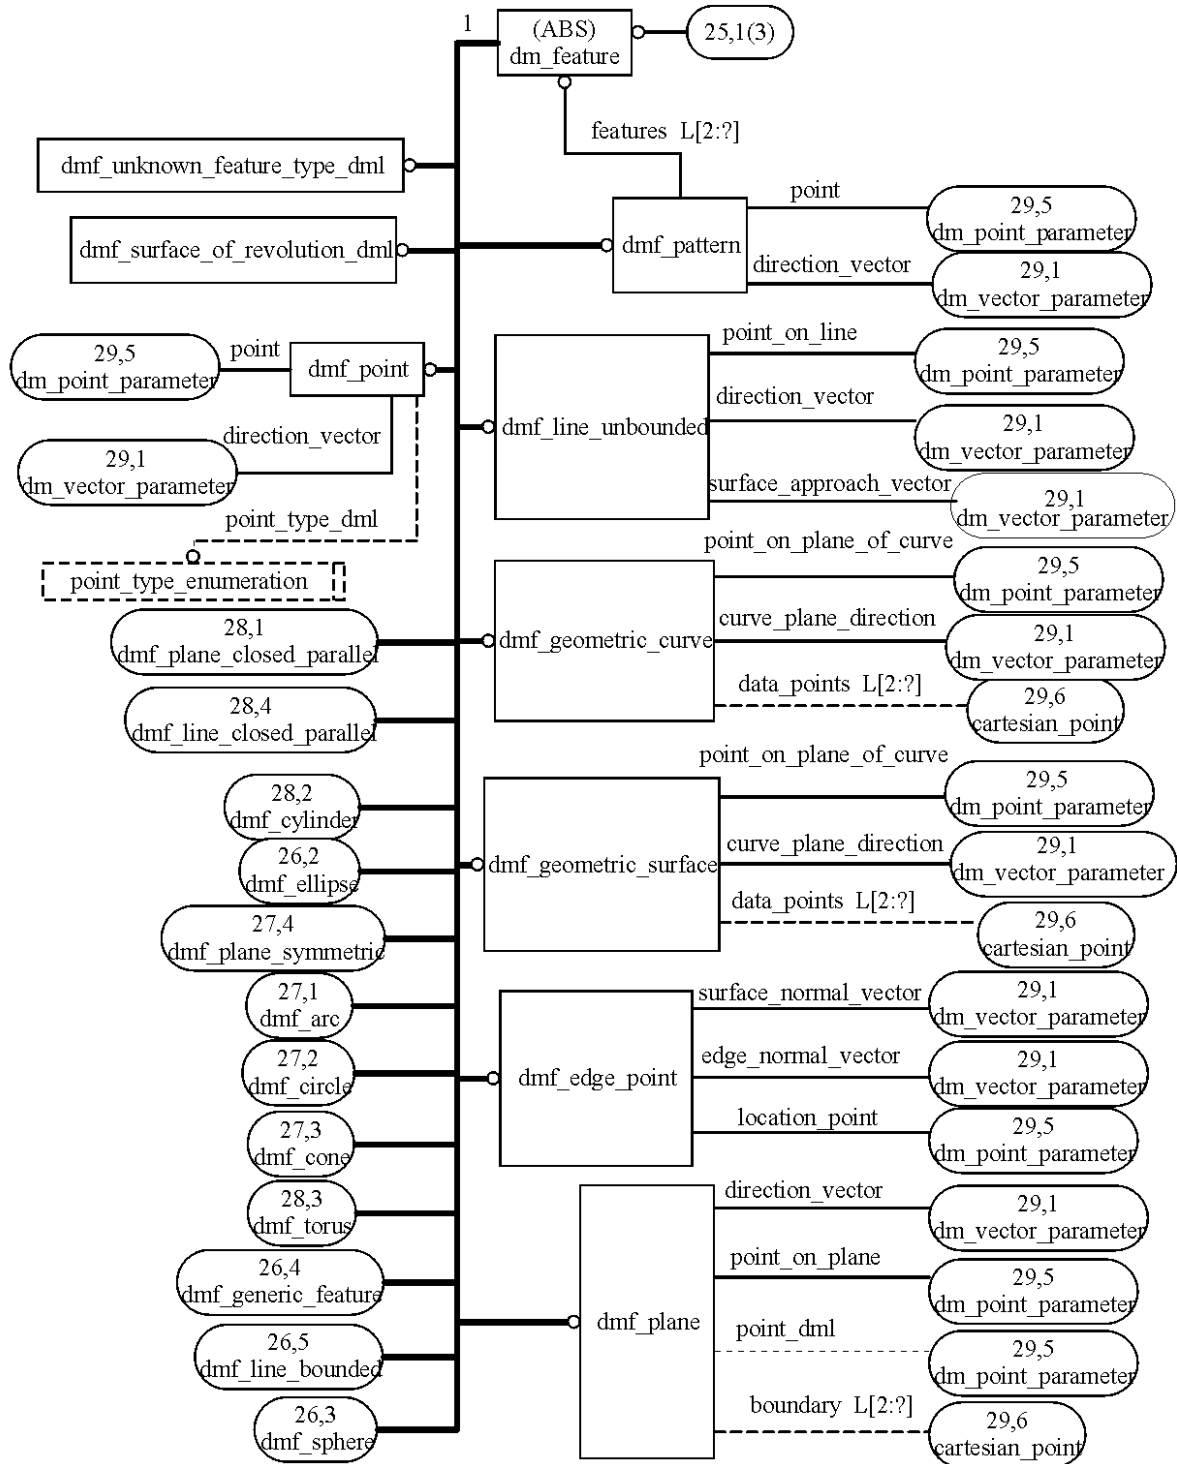 1
(ABS)
dm_feature
25,1(3)
features L[2:?]
dmf_unknown_feature_type_dml
point
29,5
dm_point_parameter
dmf_surface_of_revolution_dml
dmf_pattern
direction_vector
29,1
dm_vector_parameter
point
29,5
dm_point_parameter
dmf_point
direction_vector
29,1
dm_vector_parameter
point_type_dml
point_type_enumeration
point_on_line
29,5
dm_point_parameter
dmf_line_unbounded
direction_vector
29,1
dm_vector_parameter
surface_approach_vector
29,1
dm_vector_parameter
point_on_plane_of_curve
29,5
dm_point_parameter
28,1
dmf_plane_closed_parallel
dmf_geometric_curve
curve_plane_direction
29,1
dm_vector_parameter
28,4
dmf_line_closed_parallel
data_points L[2:?]
29,6
cartesian_point
point_on_plane_of_curve
29,5
dm_point_parameter
28,2
dmf_cylinder
26,2
dmf_ellipse
dmf_geometric_surface
curve_plane_direction
29,1
dm_vector_parameter
27,4
dmf_plane_symmetric
data_points L[2:?]
29,6
cartesian_point
27,1
dmf_arc
surface_normal_vector
29,1
dm_vector_parameter
27,2
dmf_circle
dmf_edge_point
edge_normal_vector
29,1
dm_vector_parameter
27,3
dmf_cone
location_point
29,5
dm_point_parameter
28,3
dmf_torus
direction_vector
29,1
dm_vector_parameter
26,4
dmf_generic_feature
point_on_plane
29,5
dm_point_parameter
dmf_plane
26,5
dmf_line_bounded
point_dml
29,5
dm_point_parameter
26,3
dmf_sphere
boundary L[2:?]
29,6
cartesian_point